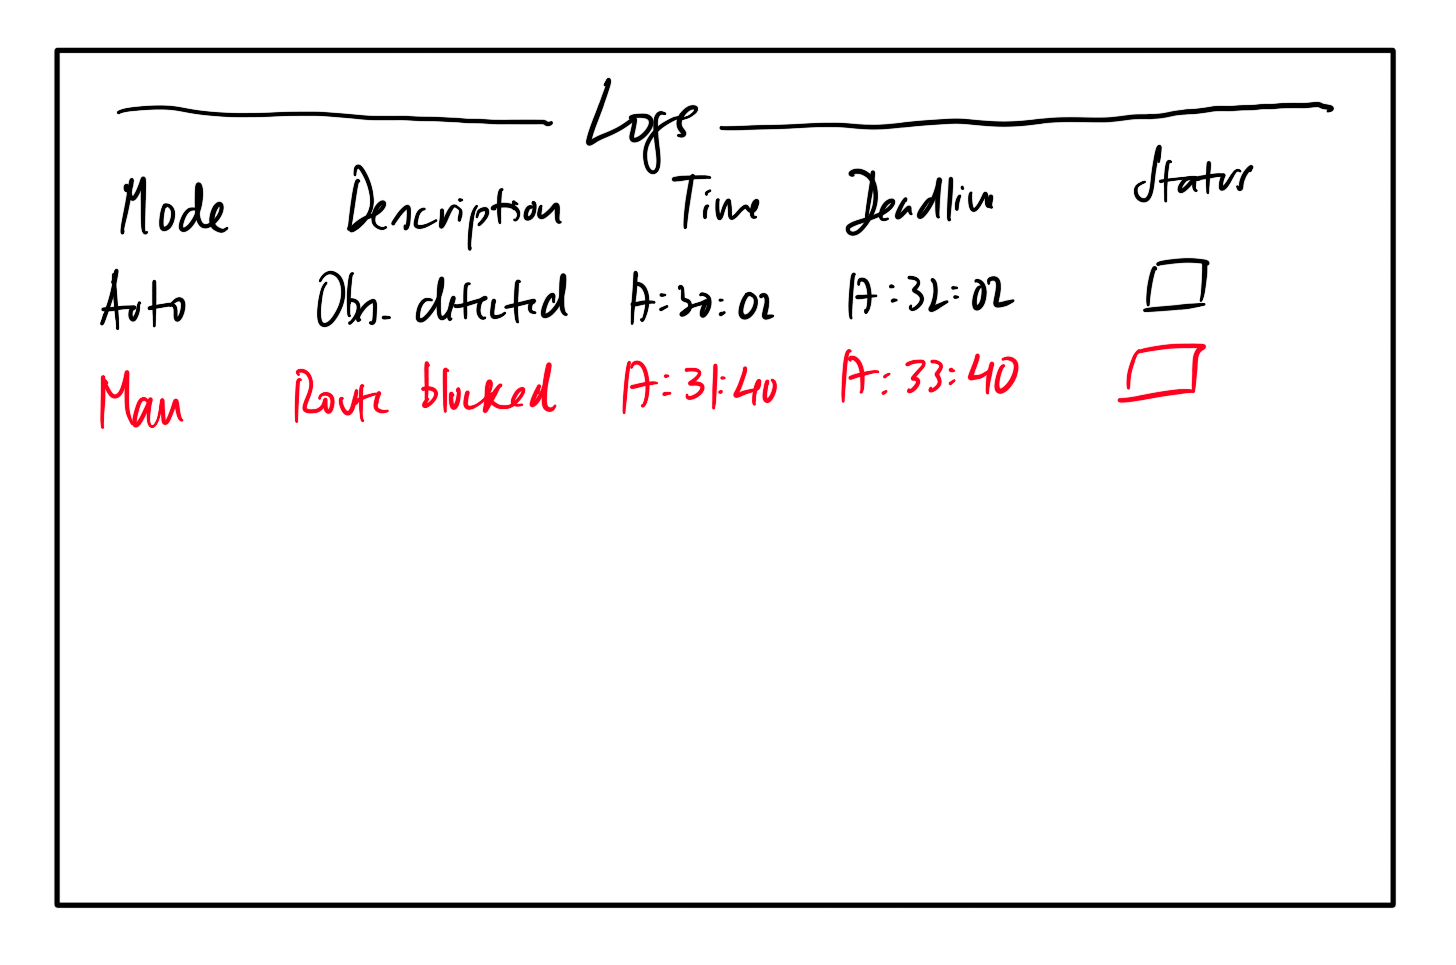 Logs
Mode Description Time Deadline Status
Auto Obs. detected A:30:02 A:32:02
Man Route blocked A:31:40 A:33:40